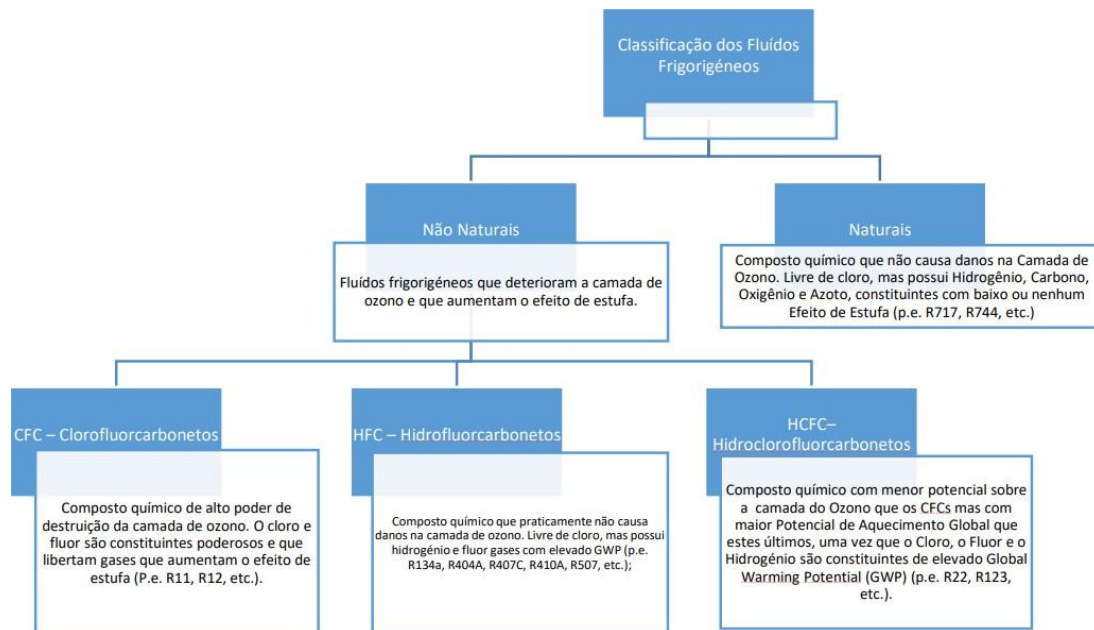 Classificação dos Fluídos
Frigorigéneos
Não Naturais
Fluídos frigorigéneos que deterioram a camada de
ozono e que aumentam o efeito de estufa.
Naturais
Composto químico que não causa danos na Camada de
Ozono. Livre de cloro, mas possui Hidrogênio, Carbono,
Oxigênio e Azoto, constituintes com baixo ou nenhum
Efeito de Estufa (p.e. R717, R744, etc.)
CFC – Clorofluorcarbonetos
Composto químico de alto poder de
destruição da camada de ozono. O cloro e
fluor são constituintes poderosos e que
libertam gases que aumentam o efeito de
estufa (P.e. R11, R12, etc.).
HFC – Hidrofluorcarbonetos
Composto químico que praticamente não causa
danos na camada de ozono. Livre de cloro, mas possui
hidrogénio e fluor gases com elevado GWP (p.e.
R134a, R404A, R407C, R410A, R507, etc.);
HCFC–
Hidroclorofluorcarbonetos
Composto químico com menor potencial sobre
a camada do Ozono que os CFCs mas com
maior Potencial de Aquecimento Global que
estes últimos, uma vez que o Cloro, o Fluor e o
Hidrogénio são constituintes de elevado Global
Warming Potential (GWP) (p.e. R22, R123,
etc.).